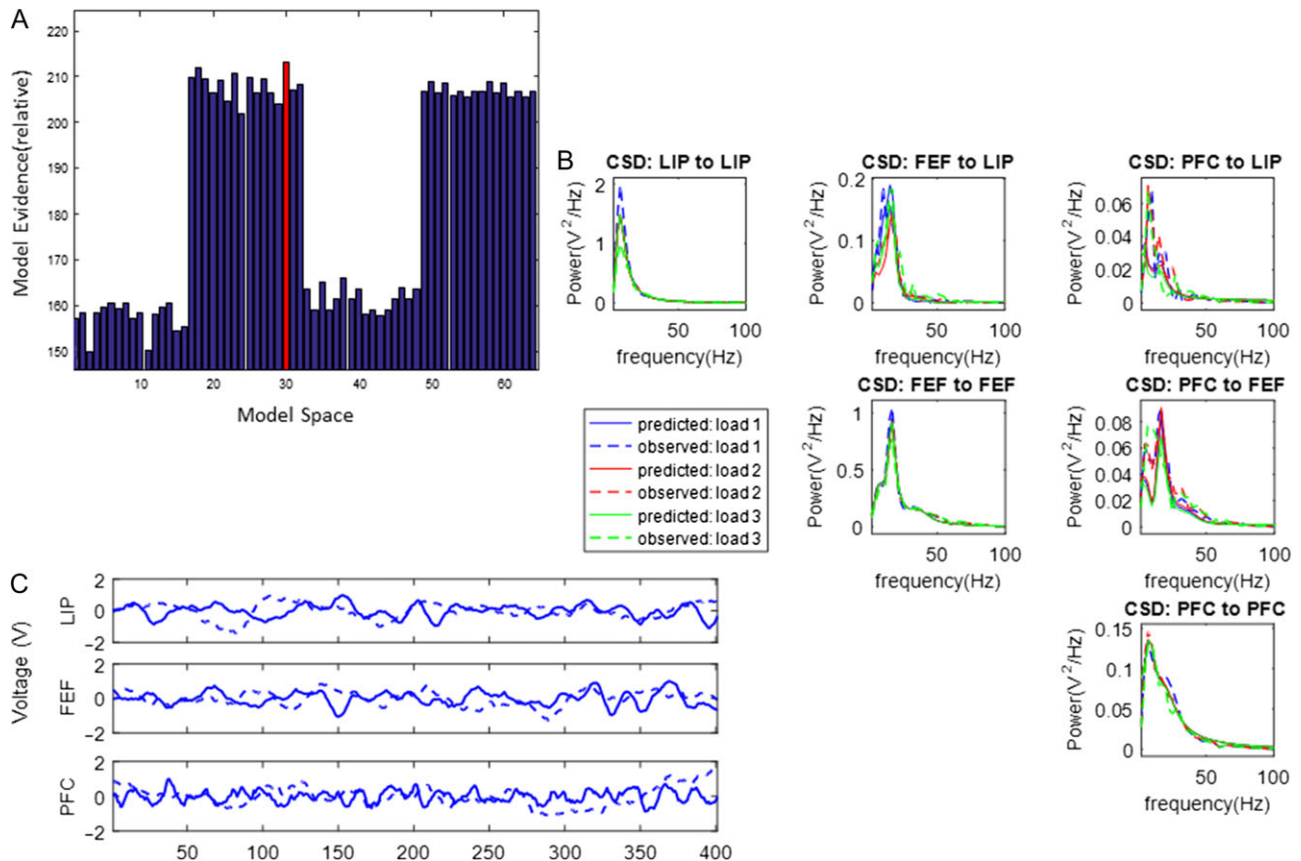 A
Model Evidence(relative)
220
210
200
190
180
170
160
150
10
20
30
40
50
60
Model Space
B
CSD: LIP to LIP
Power(V²/Hz)
2
1
0
50
100
frequency(Hz)
CSD: FEF to LIP
Power(V²/Hz)
0.2
0.1
0
50
100
frequency(Hz)
CSD: PFC to LIP
Power(V²/Hz)
0.06
0.04
0.02
0
50
100
frequency(Hz)
CSD: FEF to FEF
Power(V²/Hz)
1
0.5
0
50
100
frequency(Hz)
CSD: PFC to FEF
Power(V²/Hz)
0.08
0.06
0.04
0.02
0
50
100
frequency(Hz)
CSD: PFC to PFC
Power(V²/Hz)
0.15
0.1
0.05
0
50
100
frequency(Hz)
predicted: load 1
observed: load 1
predicted: load 2
observed: load 2
predicted: load 3
observed: load 3
C
Voltage (V)
LIP
2
0
−2
FEF
2
0
−2
PFC
2
0
−2
50
100
150
200
250
300
350
400